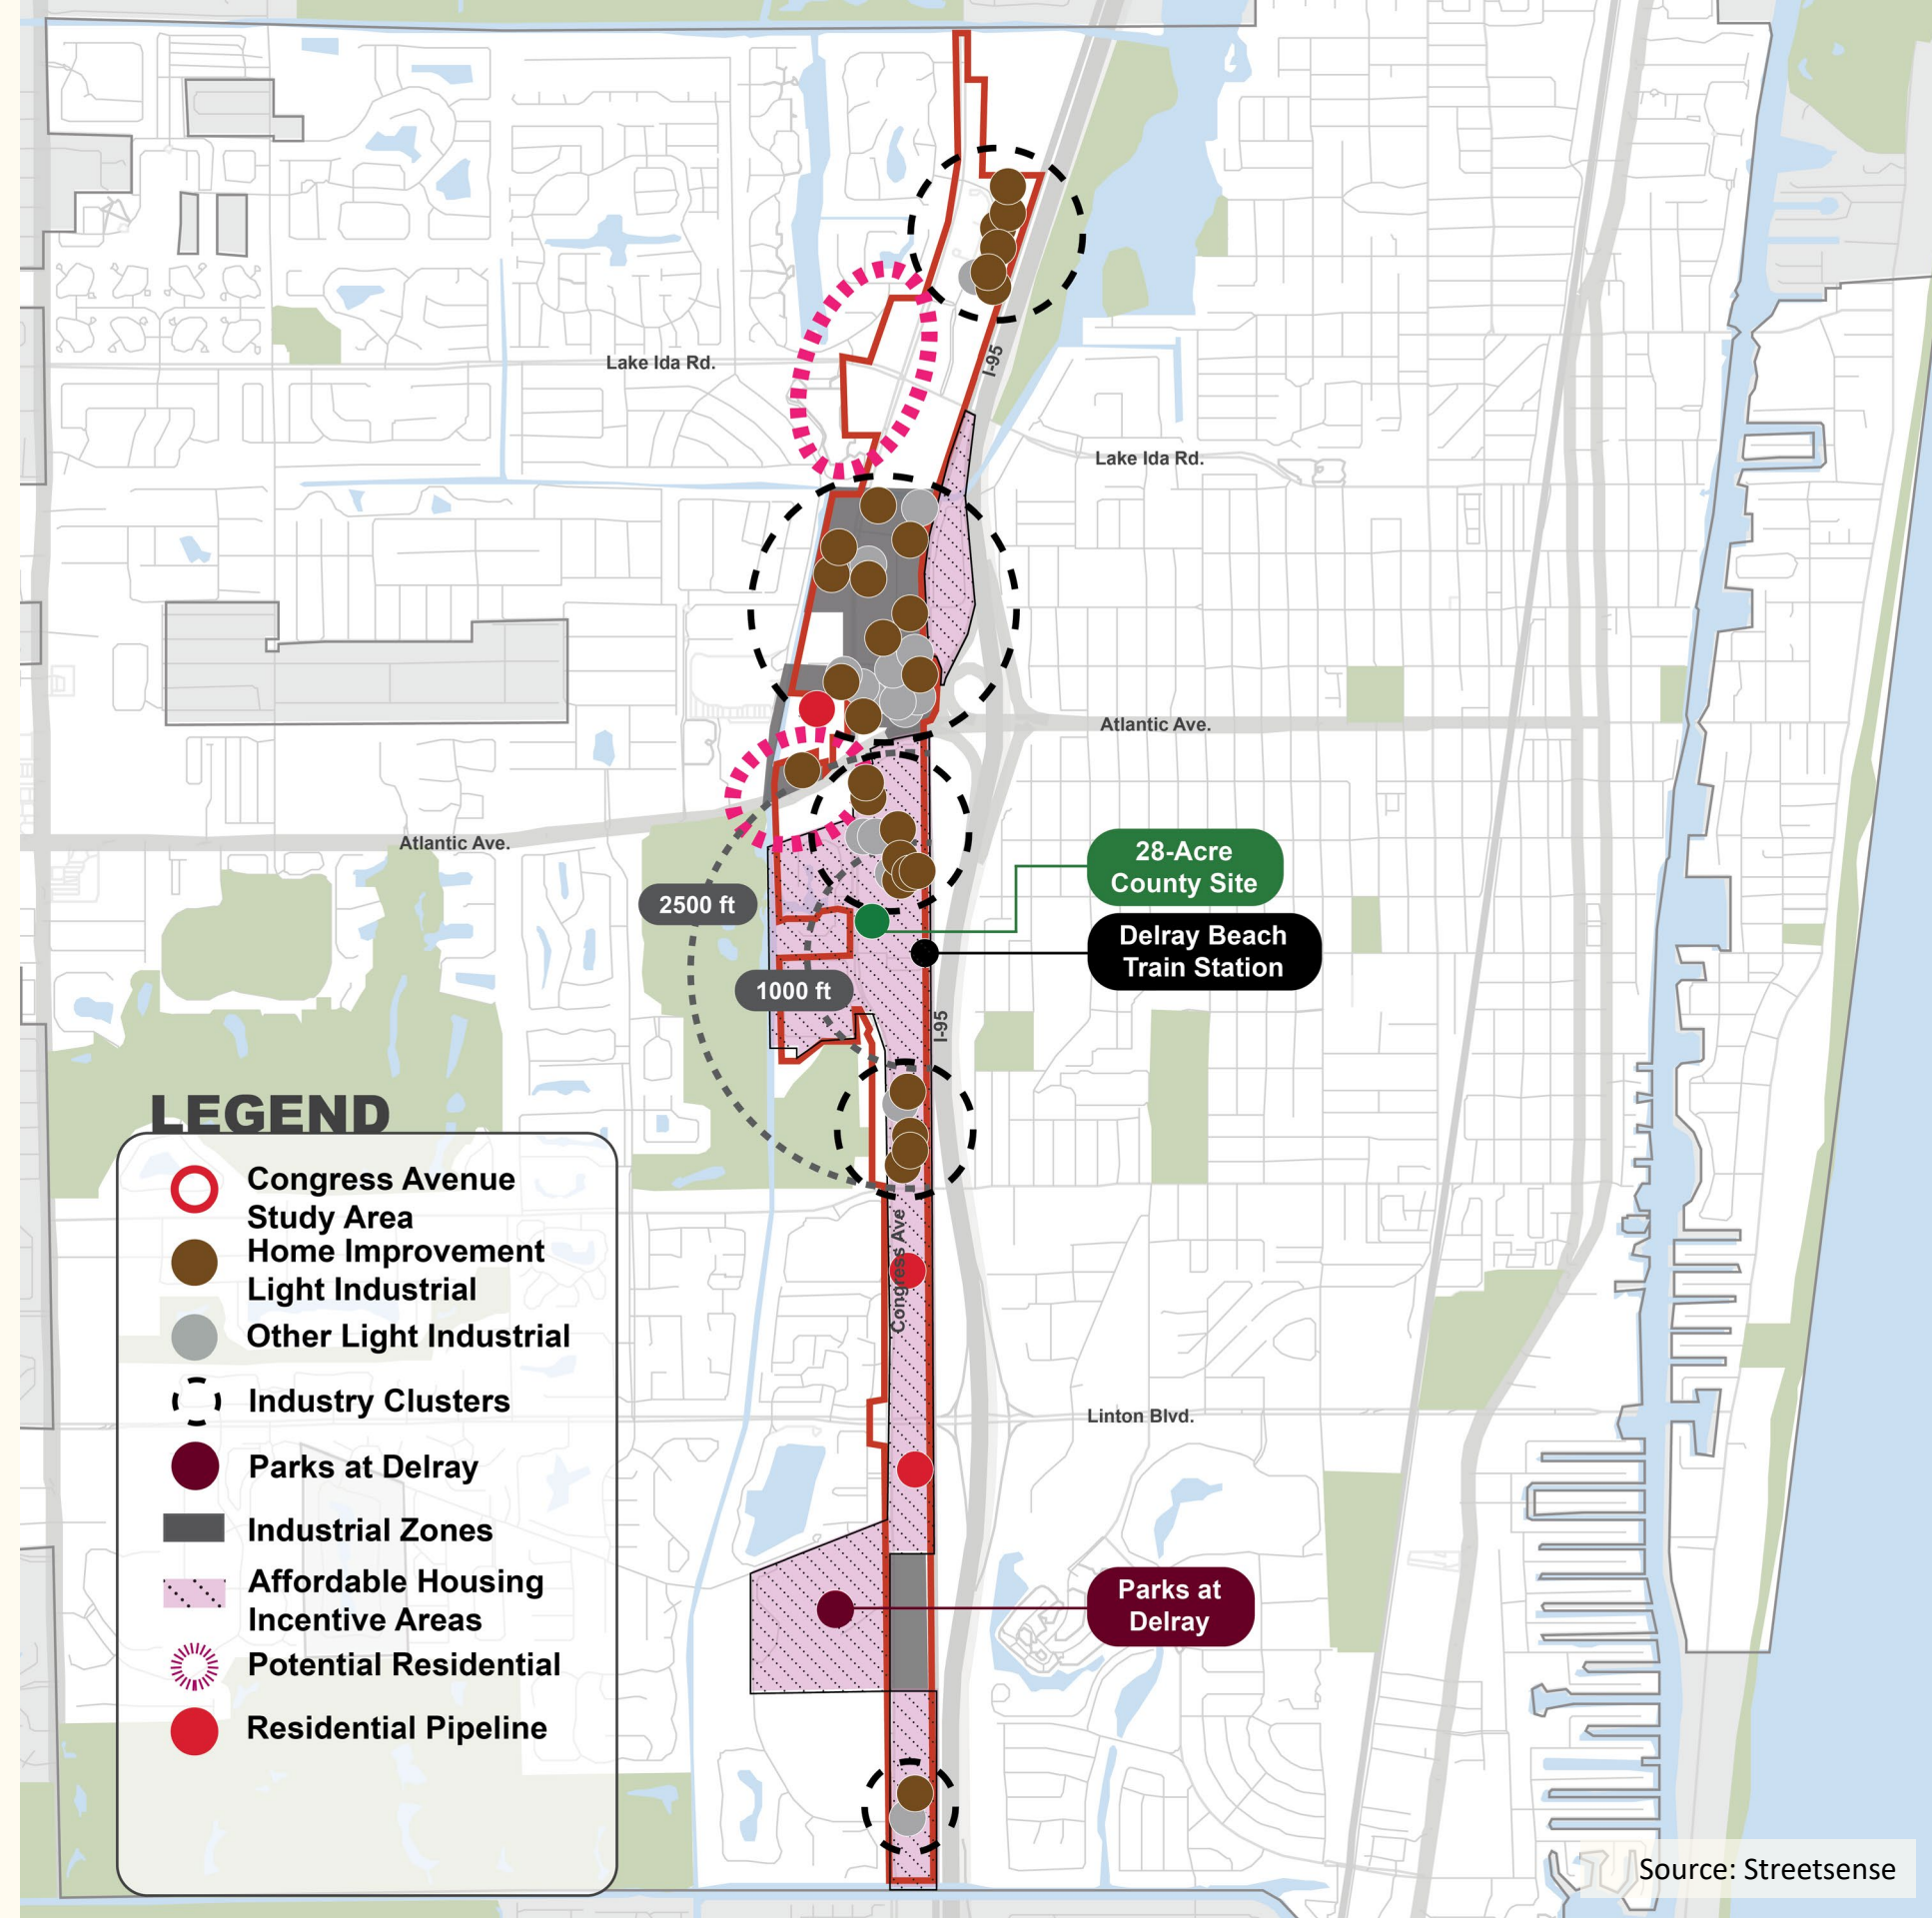 I-95
Lake Ida Rd.
Lake Ida Rd.
Atlantic Ave.
Atlantic Ave.
28-Acre
County Site
2500 ft
Delray Beach
Train Station
1000 ft
I-95
LEGEND
Congress Avenue
Study Area
Home Improvement
Light Industrial
Other Light Industrial
Industry Clusters
Parks at Delray
Industrial Zones
Affordable Housing
Incentive Areas
Potential Residential
Residential Pipeline
Congress Ave
Linton Blvd.
Parks at
Delray
Source: Streetsense